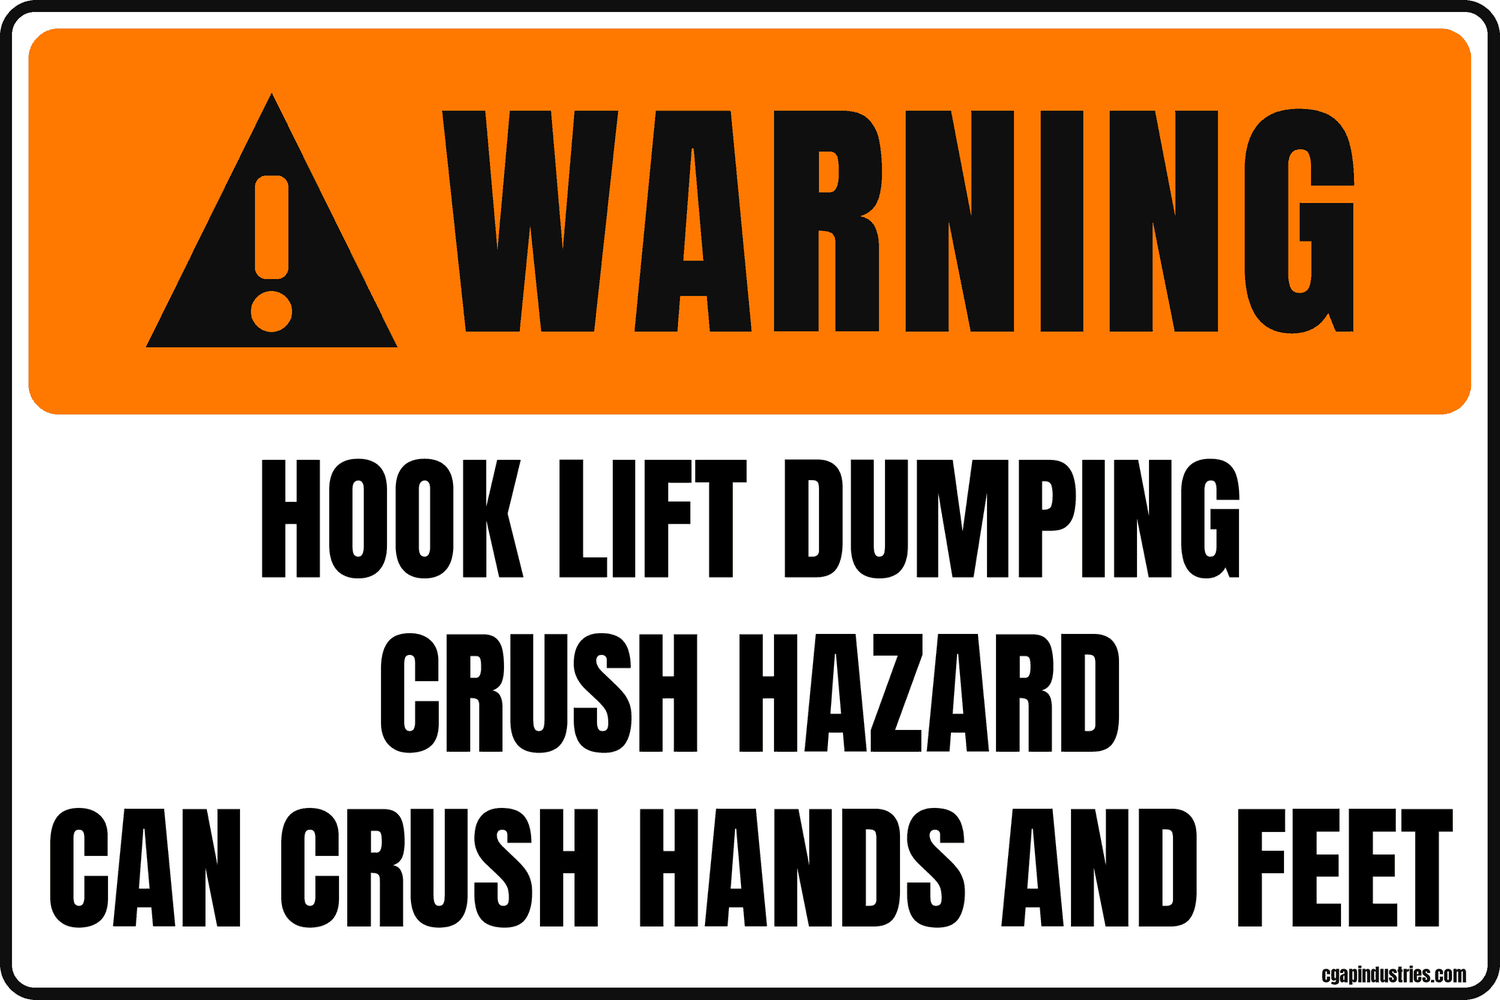 WARNING
HOOK LIFT DUMPING
CRUSH HAZARD
CAN CRUSH HANDS AND FEET
cgapindustries.com